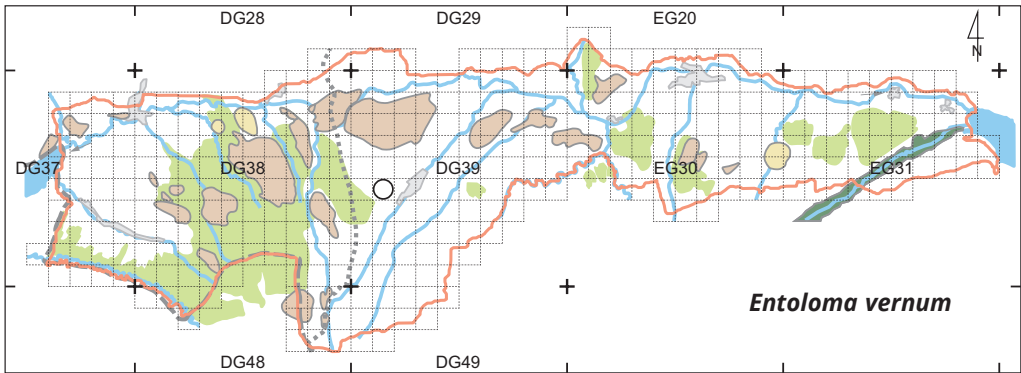 DG28 DG29 EG20
N
DG37 DG38 DG39 EG30 EG31
Entoloma vernum
DG48 DG49